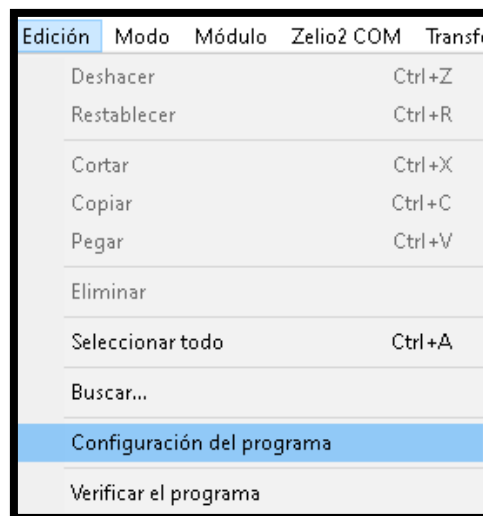 Edición Modo Módulo Zelio2 COM Transfe
Deshacer Ctrl+Z
Restablecer Ctrl+R
Cortar Ctrl+X
Copiar Ctrl+C
Pegar Ctrl+V
Eliminar
Seleccionar todo Ctrl+A
Buscar...
Configuración del programa
Verificar el programa